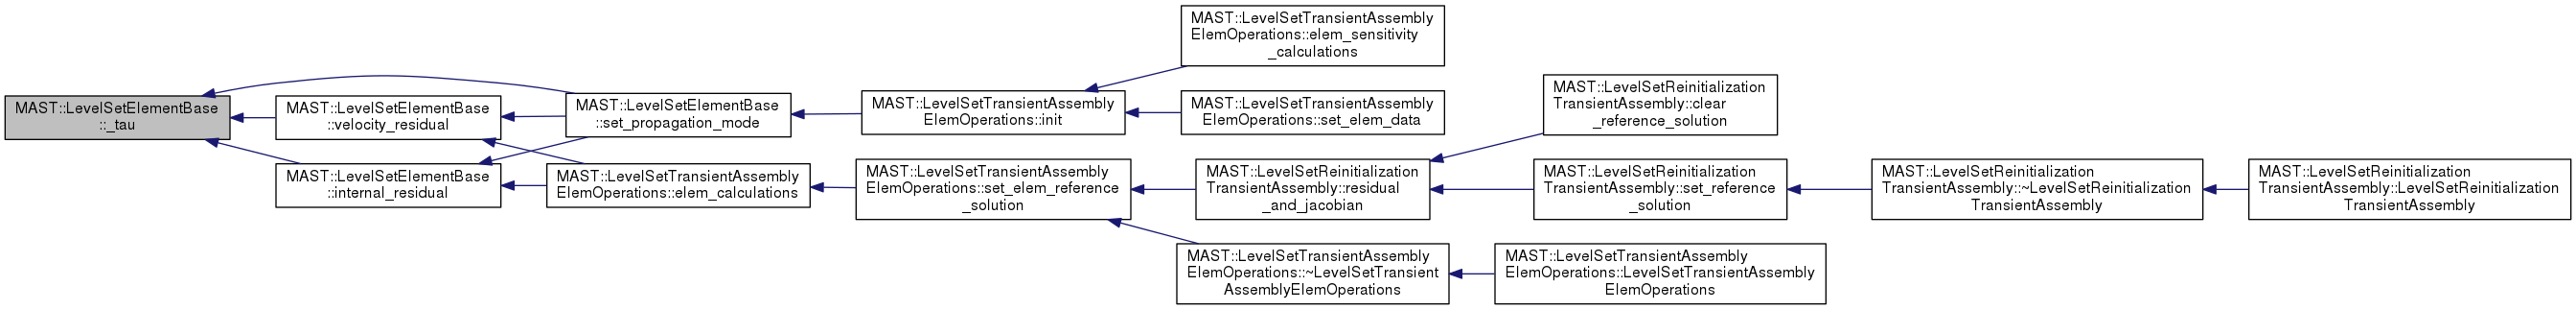 MAST::LevelSetElementBase
::_tau
MAST::LevelSetElementBase
::velocity_residual
MAST::LevelSetElementBase
::internal_residual
MAST::LevelSetElementBase
::set_propagation_mode
MAST::LevelSetTransientAssembly
ElemOperations::elem_calculations
MAST::LevelSetTransientAssembly
ElemOperations::init
MAST::LevelSetTransientAssembly
ElemOperations::set_elem_reference
_solution
MAST::LevelSetTransientAssembly
ElemOperations::elem_sensitivity
_calculations
MAST::LevelSetTransientAssembly
ElemOperations::set_elem_data
MAST::LevelSetReinitialization
TransientAssembly::residual
_and_jacobian
MAST::LevelSetTransientAssembly
ElemOperations::~LevelSetTransient
AssemblyElemOperations
MAST::LevelSetReinitialization
TransientAssembly::clear
_reference_solution
MAST::LevelSetReinitialization
TransientAssembly::set_reference
_solution
MAST::LevelSetTransientAssembly
ElemOperations::LevelSetTransientAssembly
ElemOperations
MAST::LevelSetReinitialization
TransientAssembly::~LevelSetReinitialization
TransientAssembly
MAST::LevelSetReinitialization
TransientAssembly::LevelSetReinitialization
TransientAssembly